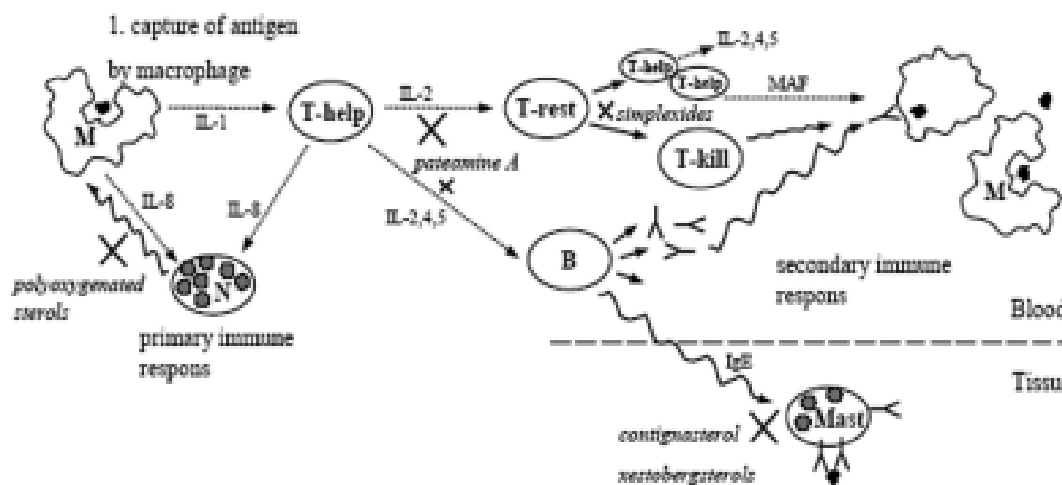 1. capture of antigen
by macrophage
M
IL-1
T-help
IL-2
T-rest
T-help
T-help
IL-2,4,5
MAF
simplexides
T-kill
pateamine A
IL-8
IL-8
IL-2,4,5
N
polyoxygenated
sterols
primary immune
respons
B
M
secondary immune
respons
Blood
IgE
Tissu
Mast
contignasterol
xestobergsterols